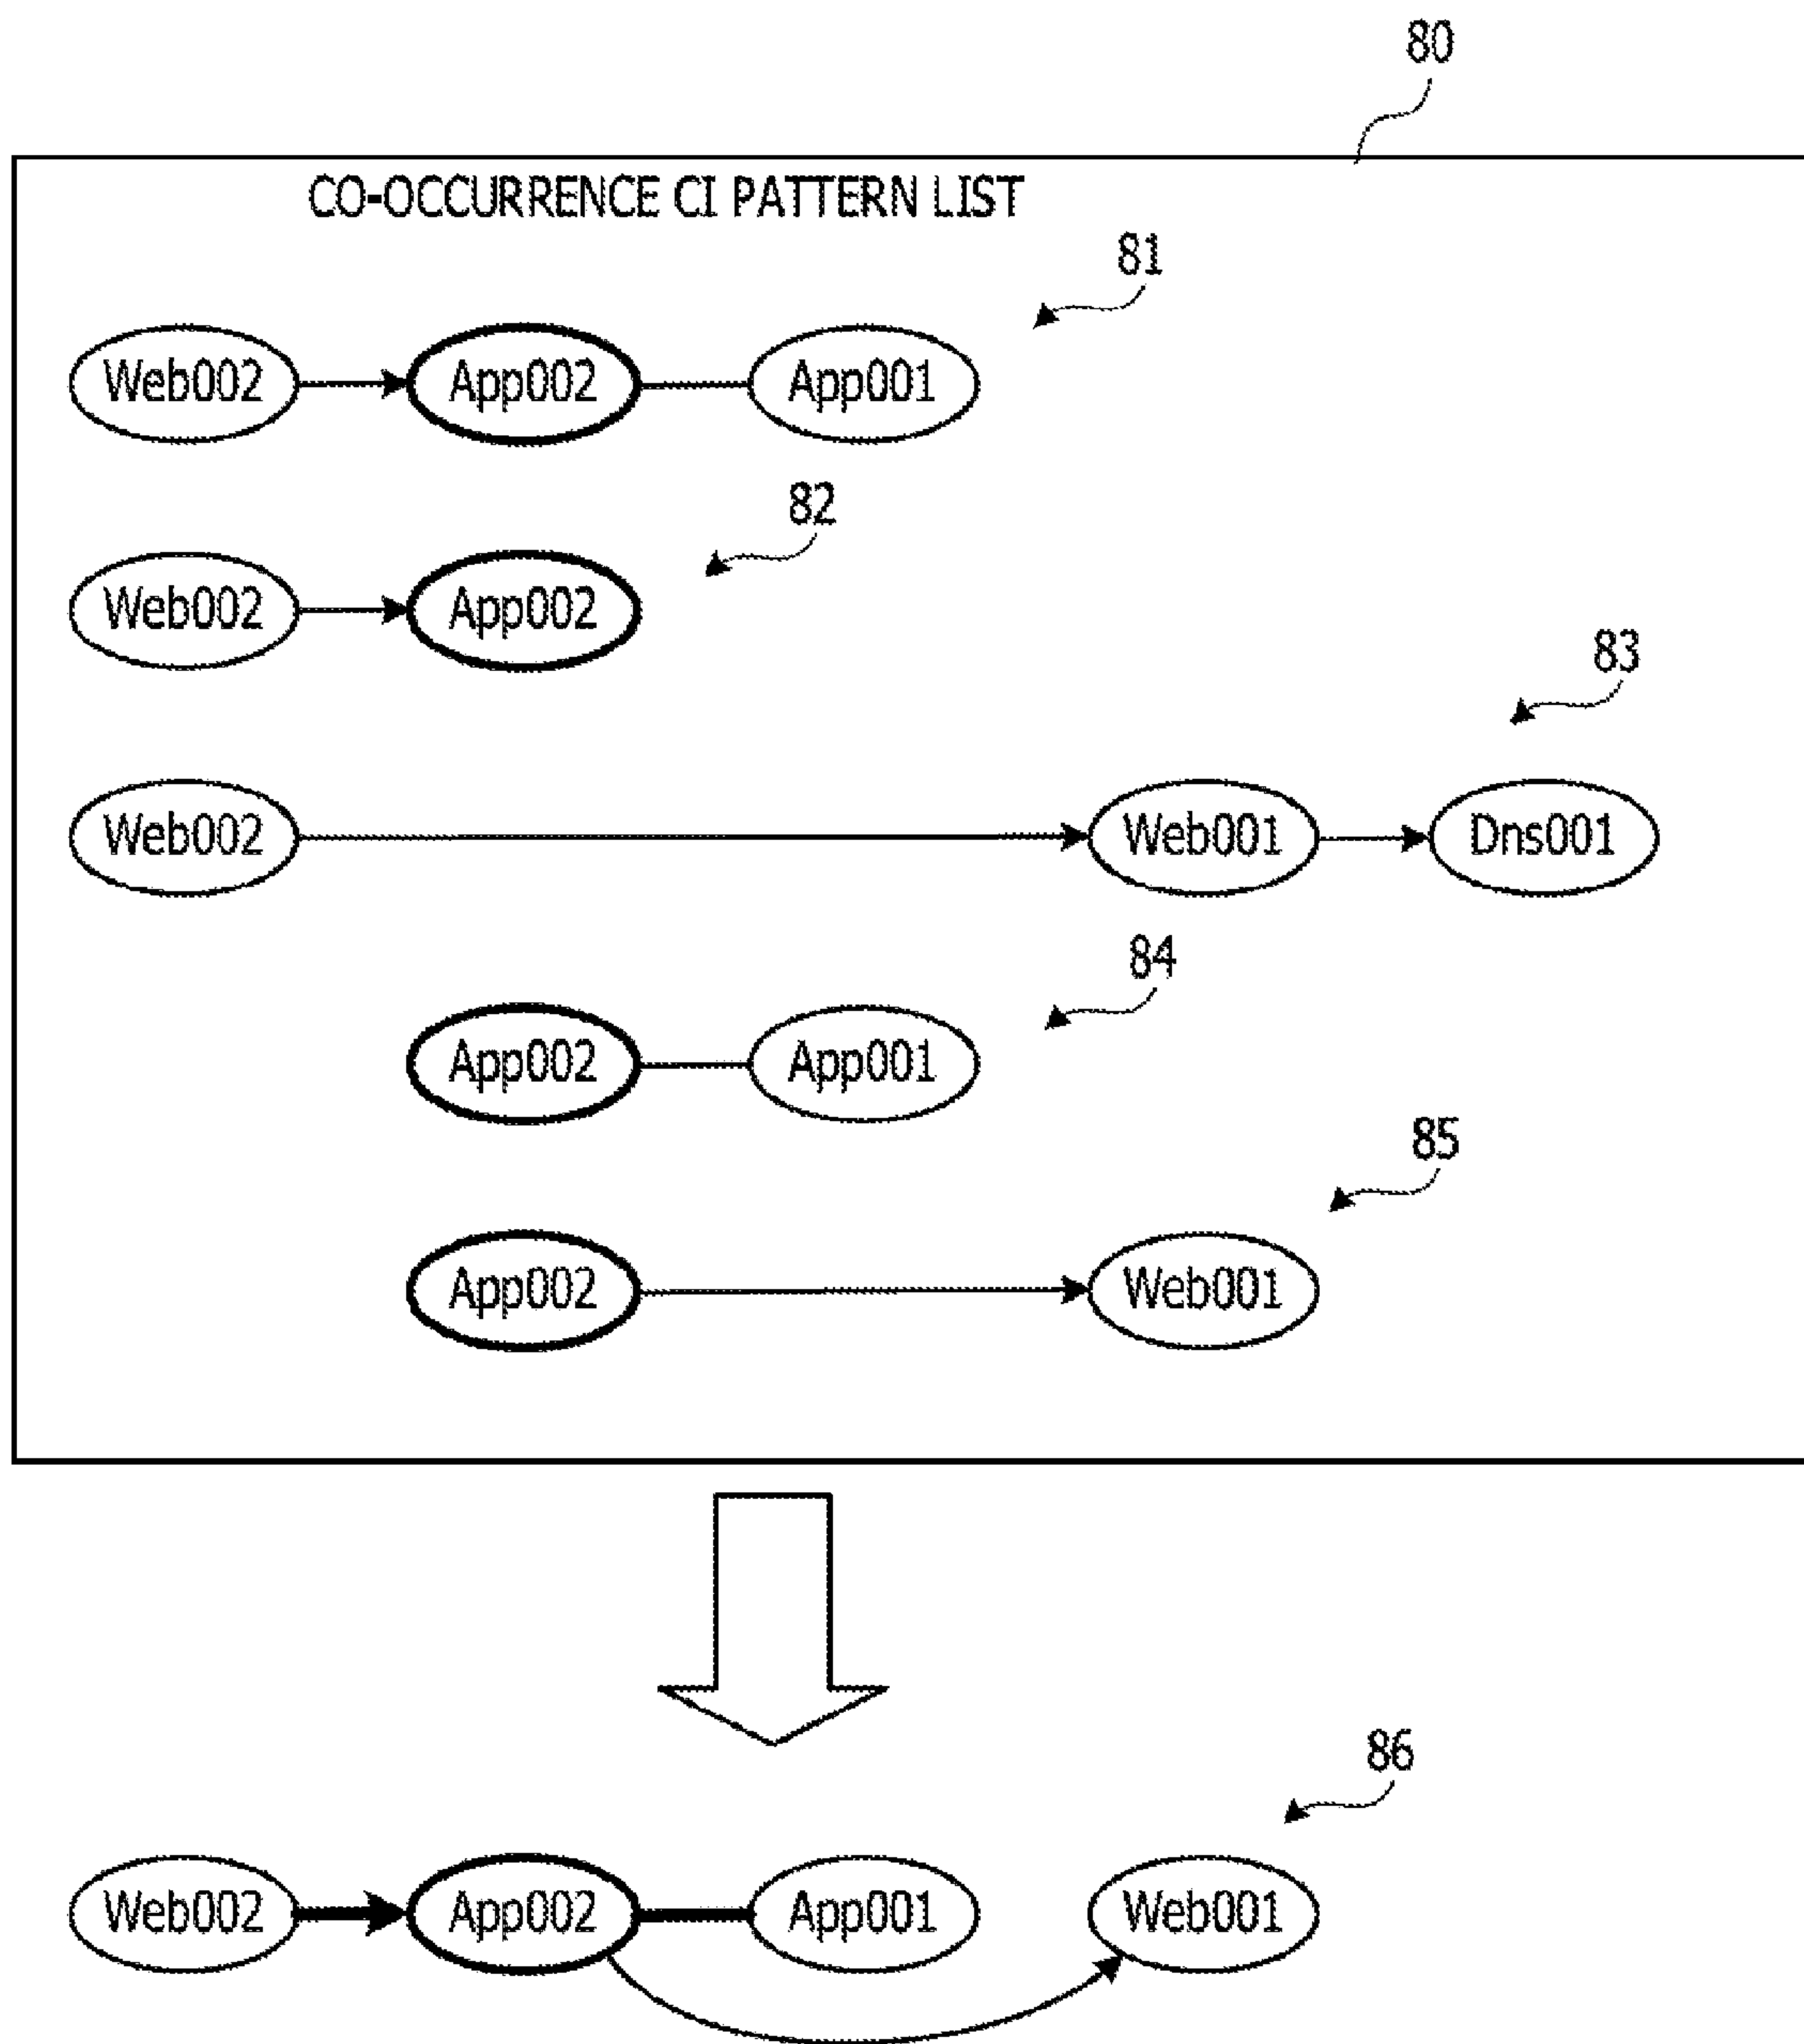 80
CO-OCCURRENCE CI PATTERN LIST
81
Web002 App002 App001
82
Web002 App002
83
Web002 Web001 Dns001
84
App002 App001
85
App002 Web001
86
Web002 App002 App001 Web001